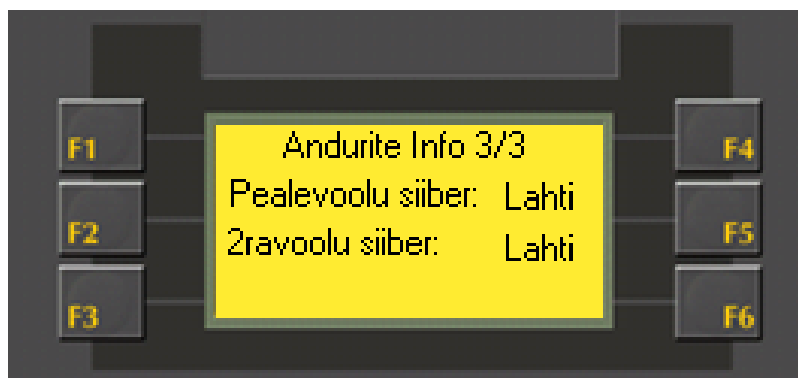 F1 Andurite Info 3/3 F4
Pealevoolu siiber: Lahti
F2 2ravoolu siiber: Lahti F5
F3 F6